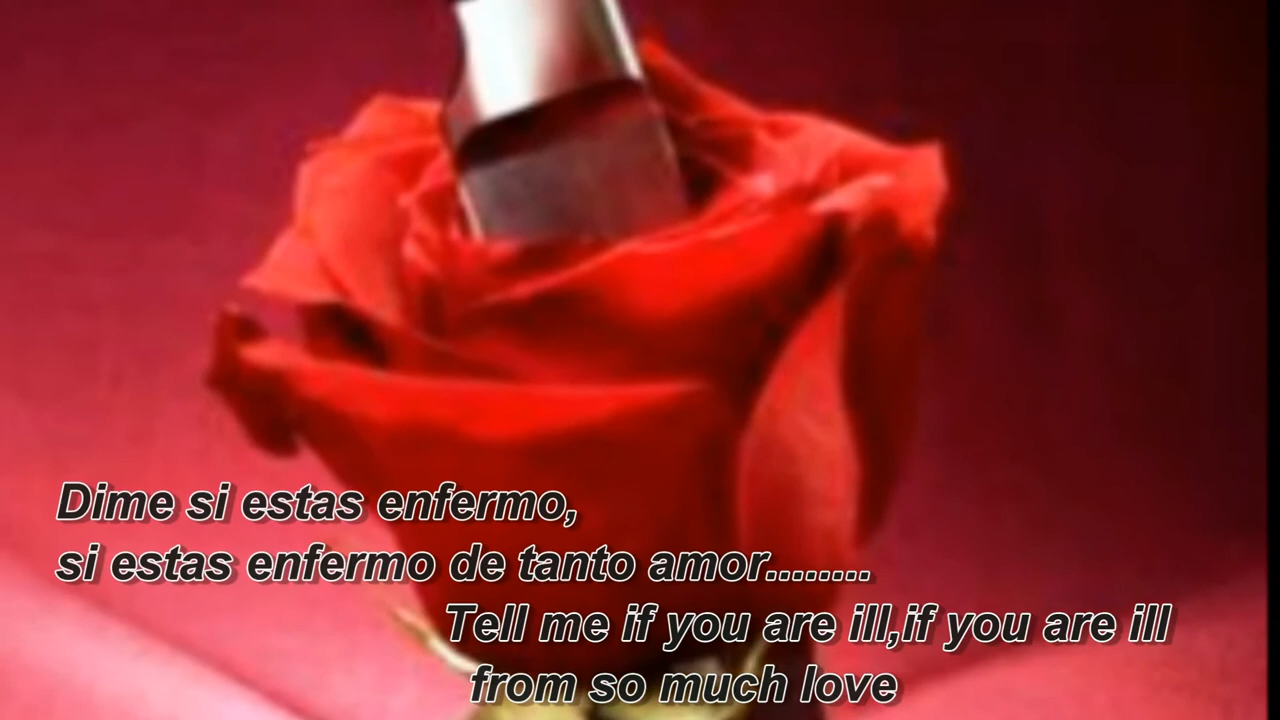 Dime si estas enfermo,
si estas enfermo de tanto amor........
Tell me if you are ill,if you are ill
from so much love